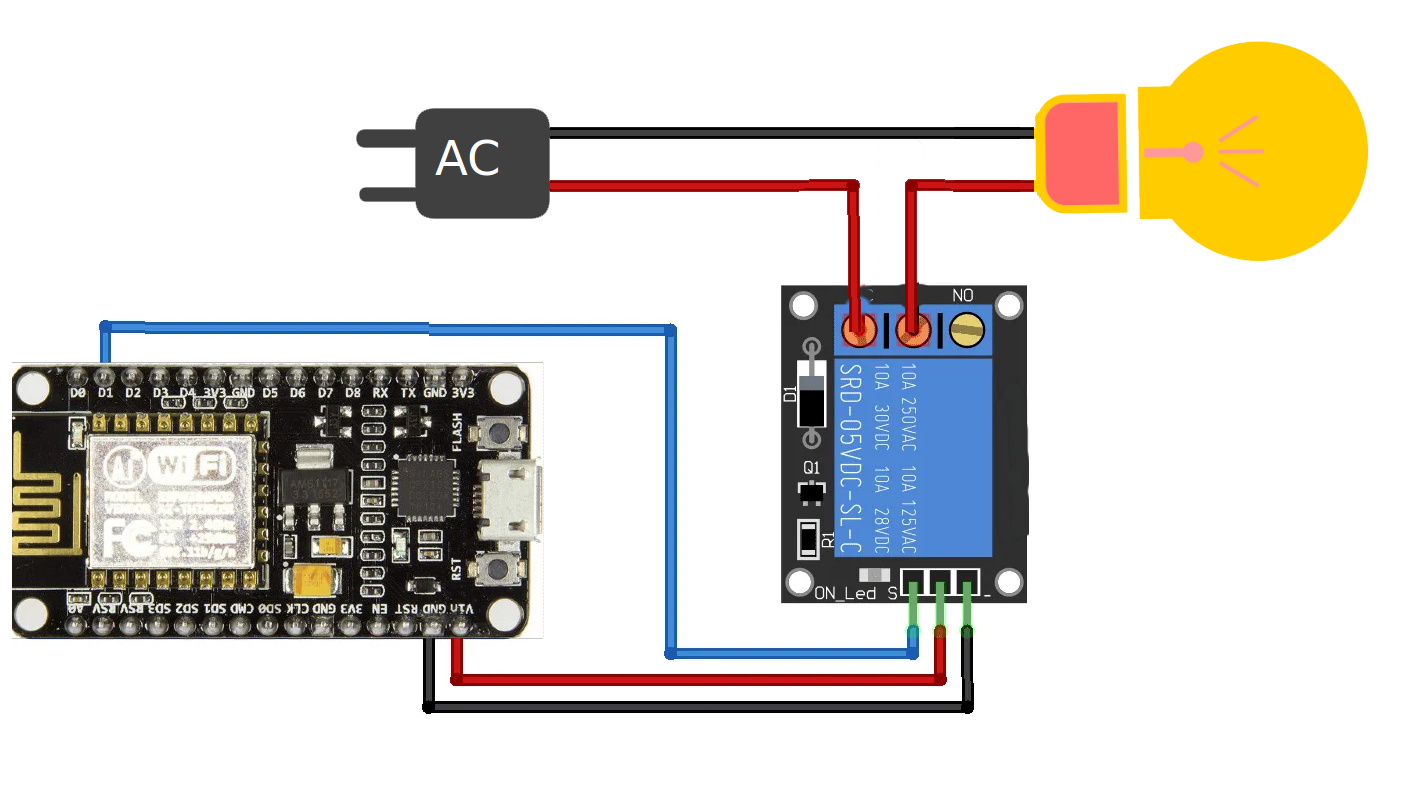 AC
NO
D1
Q1
R1
SRD-05VDC-SL-C
10A 30VDC 10A 28VDC
10A 250VAC 10A 125VAC
ON_Led S -
D0 D1 D2 D3 D4 3V3 GND D5 D6 D7 D8 RX TX GND 3V3
FLASH
Ai WiFi
FC
AMS1117
RST
A0 RSV RSV SD3 SD2 SD1 CMD SD0 CLK GND 3V3 EN RST GND Vin